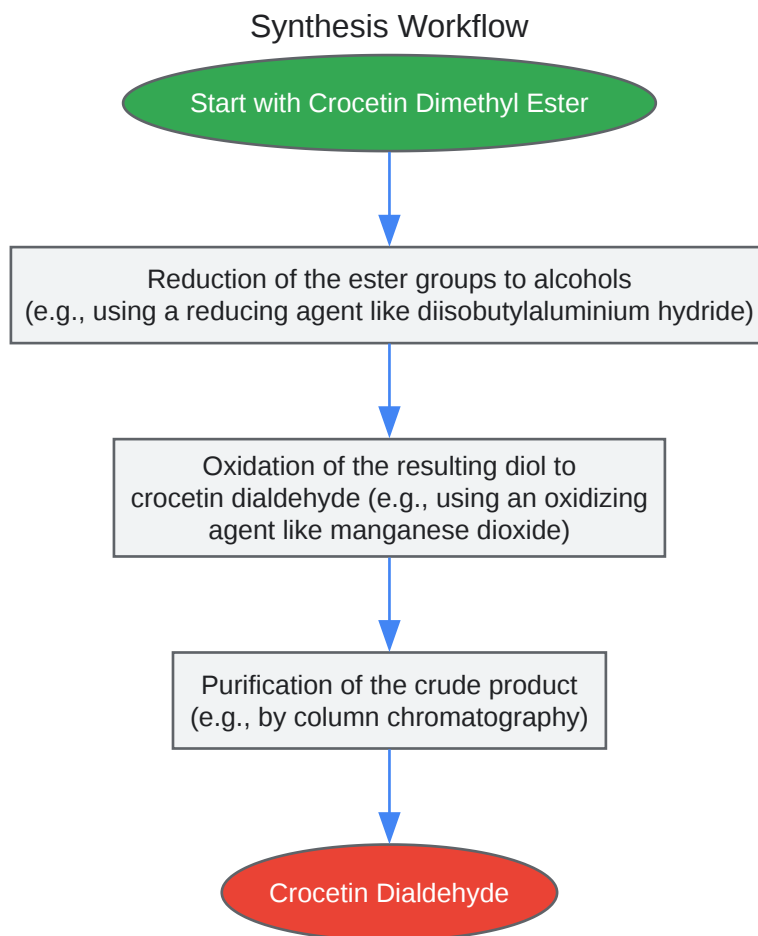 Synthesis Workflow
Start with Crocetin Dimethyl Ester
Reduction of the ester groups to alcohols
(e.g., using a reducing agent like diisobutylaluminium hydride)
Oxidation of the resulting diol to
crocetin dialdehyde (e.g., using an oxidizing
agent like manganese dioxide)
Purification of the crude product
(e.g., by column chromatography)
Crocetin Dialdehyde